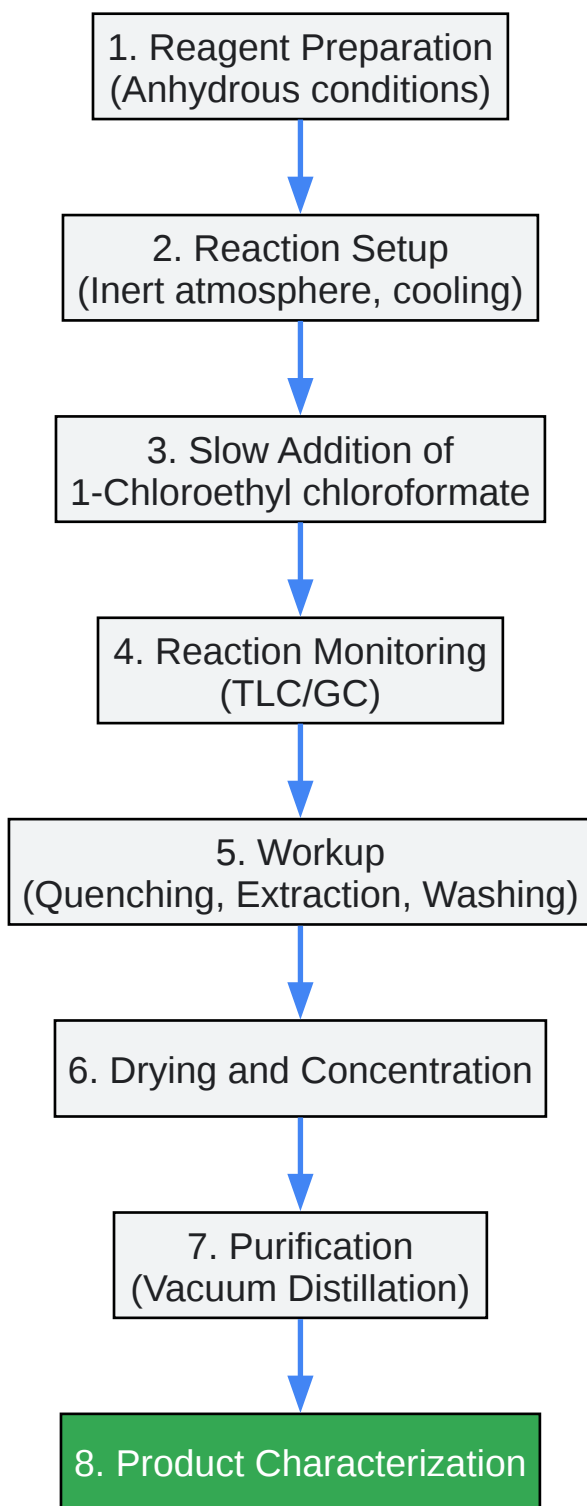 1. Reagent Preparation
(Anhydrous conditions)
2. Reaction Setup
(Inert atmosphere, cooling)
3. Slow Addition of
1-Chloroethyl chloroformate
4. Reaction Monitoring
(TLC/GC)
5. Workup
(Quenching, Extraction, Washing)
6. Drying and Concentration
7. Purification
(Vacuum Distillation)
8. Product Characterization